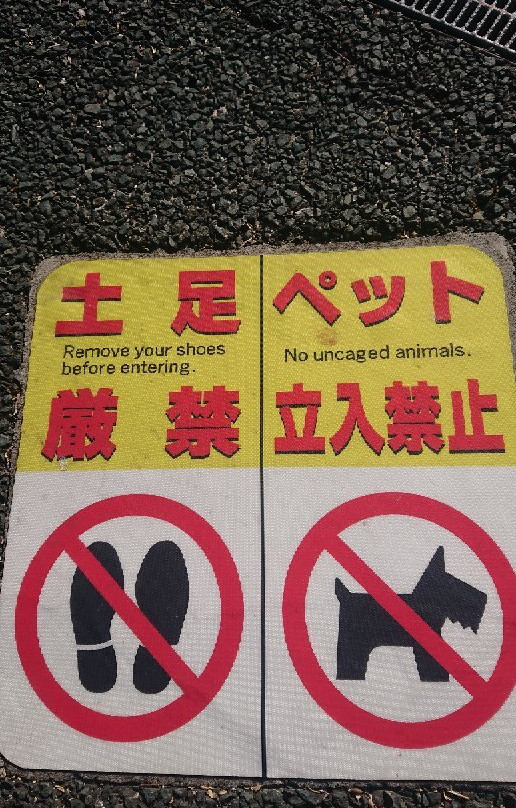 土足
Remove your shoes
before entering.
厳禁
ペット
No uncaged animals.
立入禁止